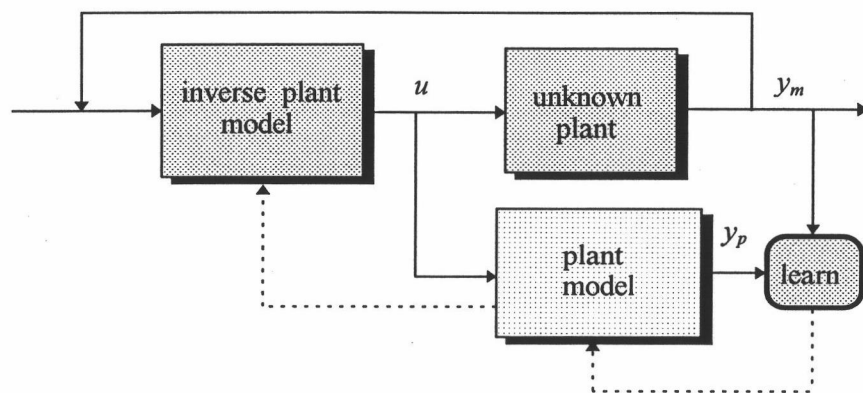 inverse plant
model
u
unknown
plant
y_m
plant
model
y_p
learn